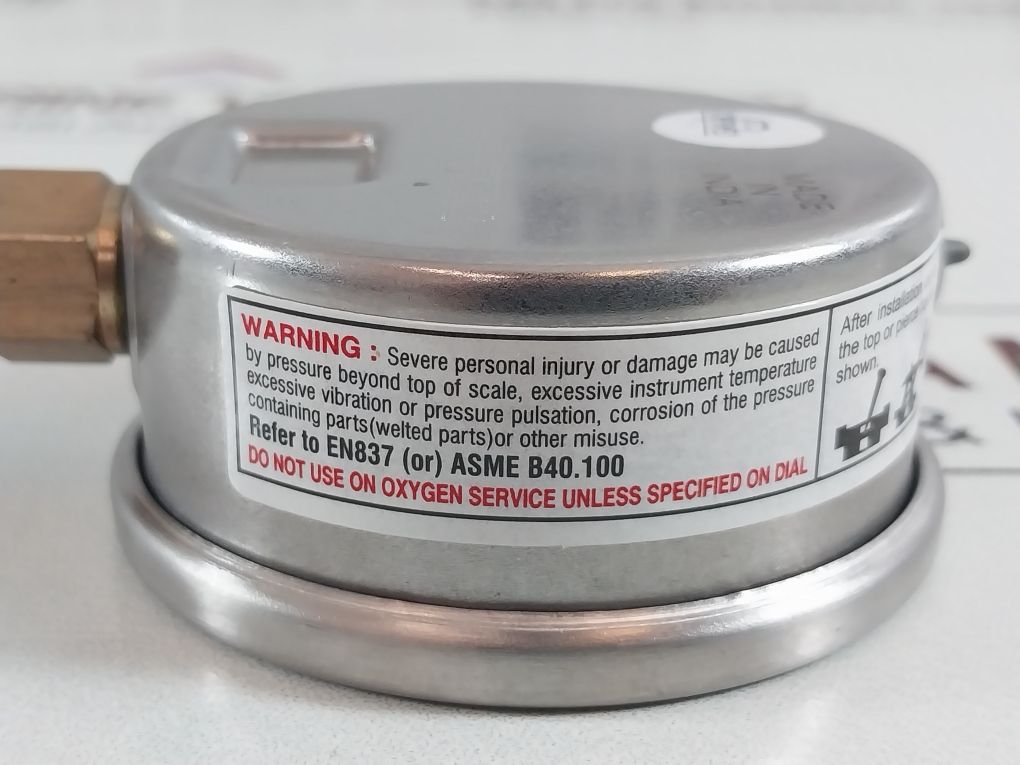 MADE
IN
INDIA
WARNING : Severe personal injury or damage may be caused
by pressure beyond top of scale, excessive instrument temperature
excessive vibration or pressure pulsation, corrosion of the pressure
containing parts(welted parts)or other misuse.
Refer to EN837 (or) ASME B40.100
DO NOT USE ON OXYGEN SERVICE UNLESS SPECIFIED ON DIAL
After installation
the top or pierce
shown.